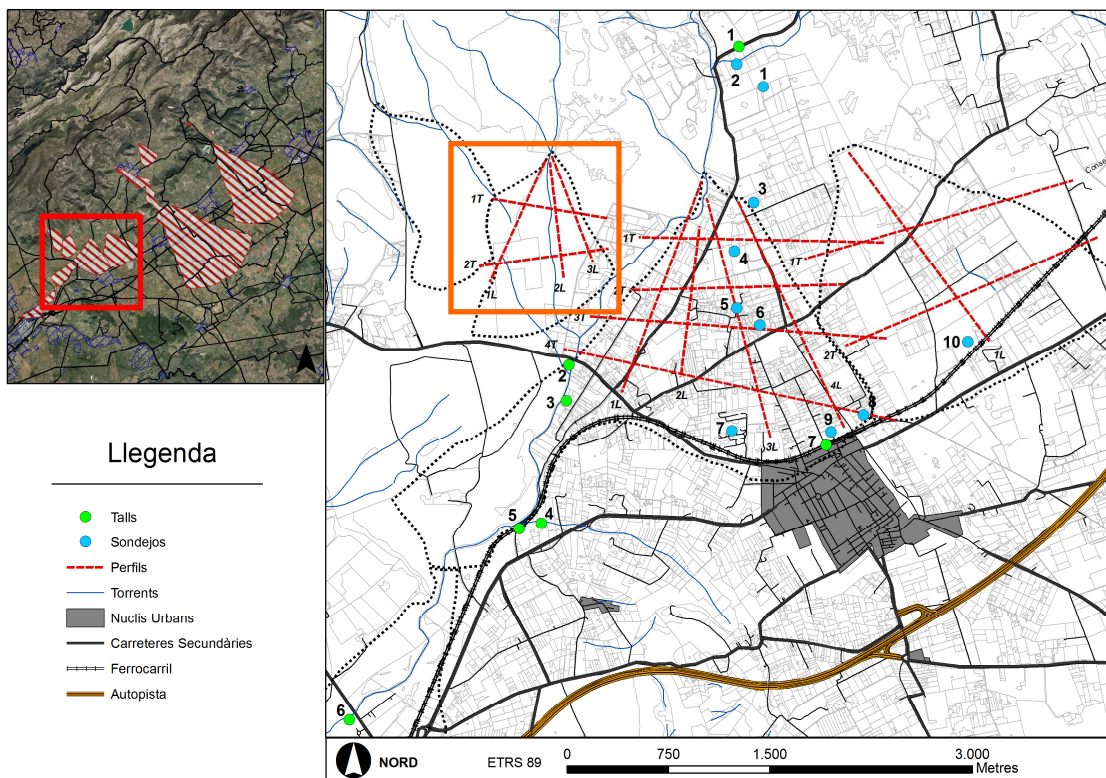 Llegenda
Talls
Sondejos
Perfils
Torrents
Nuclis Urbans
Carreteres Secundàries
Ferrocarril
Autopista
1
2
1
3
4
5
6
7
8
9
7
10
2
3
4
5
6
1T
2T
1L
2L
3L
1T
3T
4T
1L
2L
3L
4L
1T
2T
1L
NORD
ETRS 89
0 750 1.500 3.000
Metres